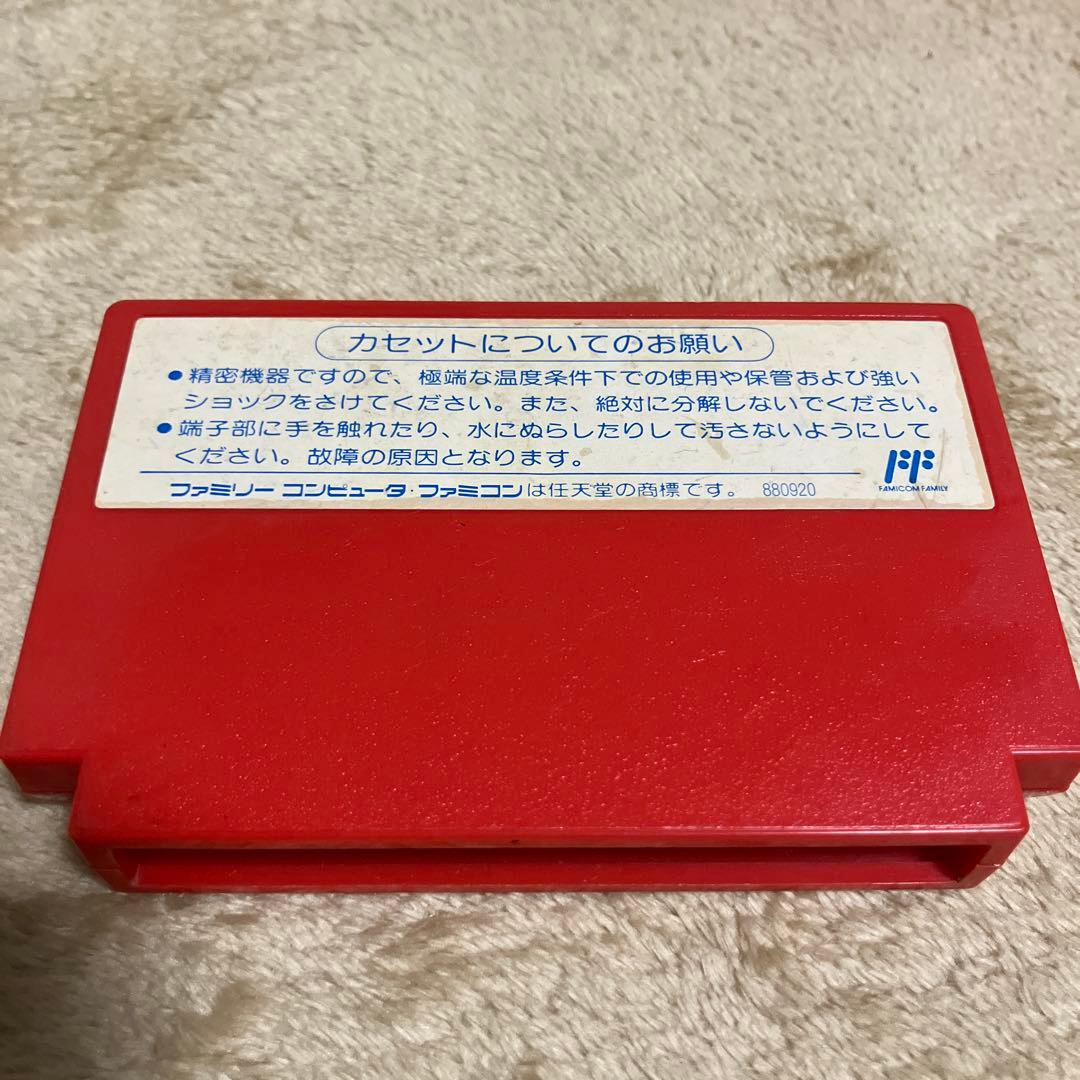 カセットについてのお願い
●精密機器ですので、極端な温度条件下での使用や保管および強い
ショックをさけてください。また、絶対に分解しないでください。
●端子部に手を触れたり、水にぬらしたりして汚さないようにして
ください。故障の原因となります。
ファミリー コンピュータ・ファミコンは任天堂の商標です。 880920
FAMICOM FAMILY